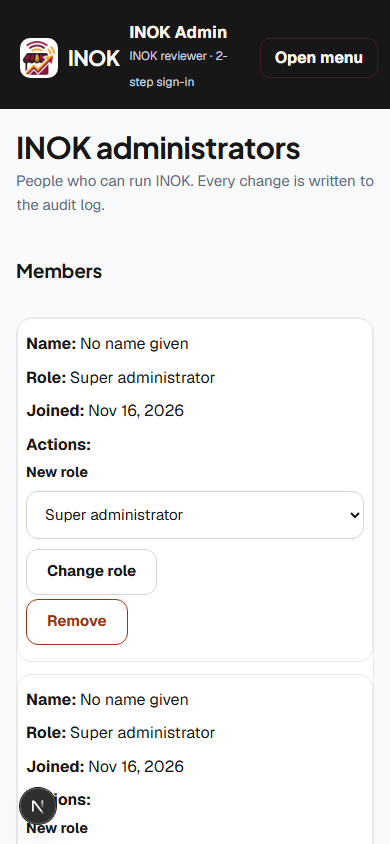 INOK
INOK Admin
INOK reviewer · 2-
step sign-in
Open menu
INOK administrators
People who can run INOK. Every change is written to
the audit log.
Members
Name: No name given
Role: Super administrator
Joined: Nov 16, 2026
Actions:
New role
Super administrator
Change role
Remove
Name: No name given
Role: Super administrator
Joined: Nov 16, 2026
N
ions:
New role